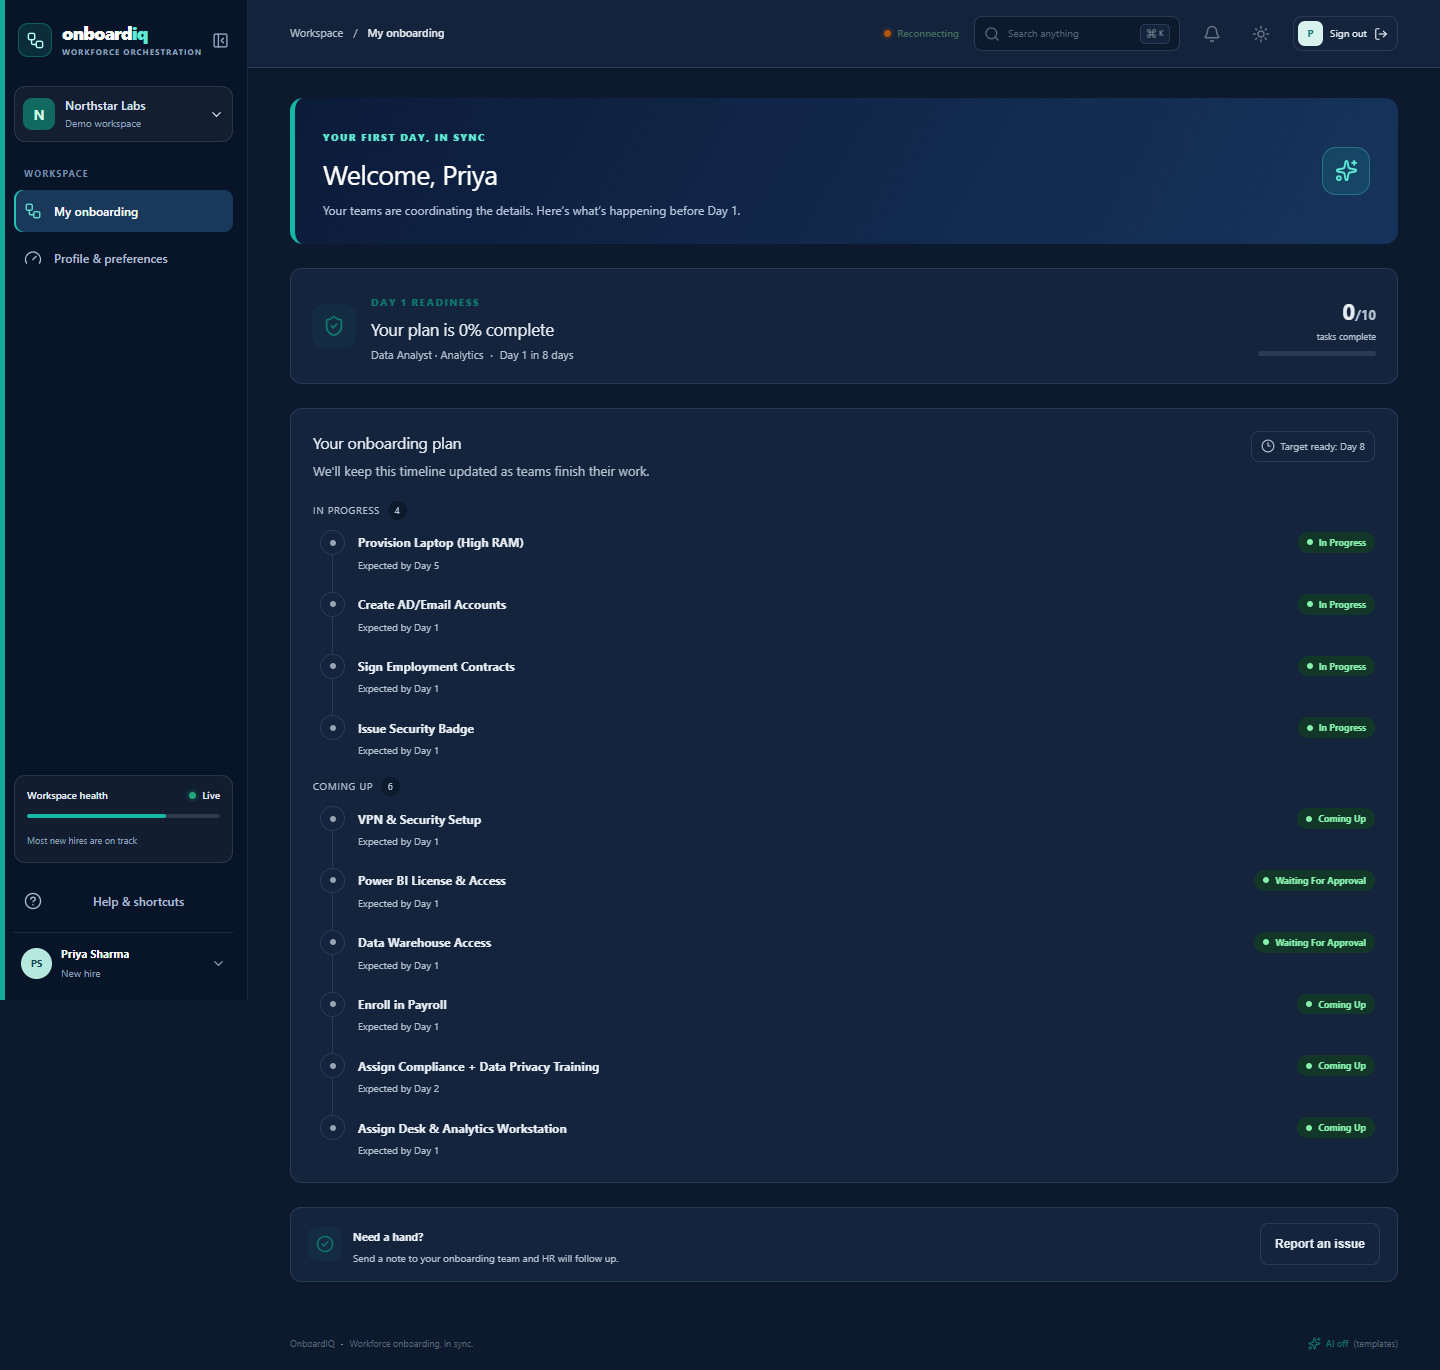 onboardiq
WORKFORCE ORCHESTRATION
Northstar Labs
N
Demo workspace
WORKSPACE
My onboarding
Profile & preferences
Workspace health
Live
Most new hires are on track
Help & shortcuts
PS
Priya Sharma
New hire
Workspace / My onboarding
Reconnecting
Search anything
⌘ K
P
Sign out
YOUR FIRST DAY, IN SYNC
Welcome, Priya
Your teams are coordinating the details. Here's what's happening before Day 1.
DAY 1 READINESS
Your plan is 0% complete
Data Analyst · Analytics • Day 1 in 8 days
0/10
tasks complete
Your onboarding plan
We'll keep this timeline updated as teams finish their work.
Target ready: Day 8
IN PROGRESS 4
Provision Laptop (High RAM)
In Progress
Expected by Day 5
Create AD/Email Accounts
In Progress
Expected by Day 1
Sign Employment Contracts
In Progress
Expected by Day 1
Issue Security Badge
In Progress
Expected by Day 1
COMING UP 6
VPN & Security Setup
Coming Up
Expected by Day 1
Power BI License & Access
Waiting For Approval
Expected by Day 1
Data Warehouse Access
Waiting For Approval
Expected by Day 1
Enroll in Payroll
Coming Up
Expected by Day 1
Assign Compliance + Data Privacy Training
Coming Up
Expected by Day 2
Assign Desk & Analytics Workstation
Coming Up
Expected by Day 1
Need a hand?
Send a note to your onboarding team and HR will follow up.
Report an issue
OnboardIQ • Workforce onboarding, in sync.
AI off (templates)